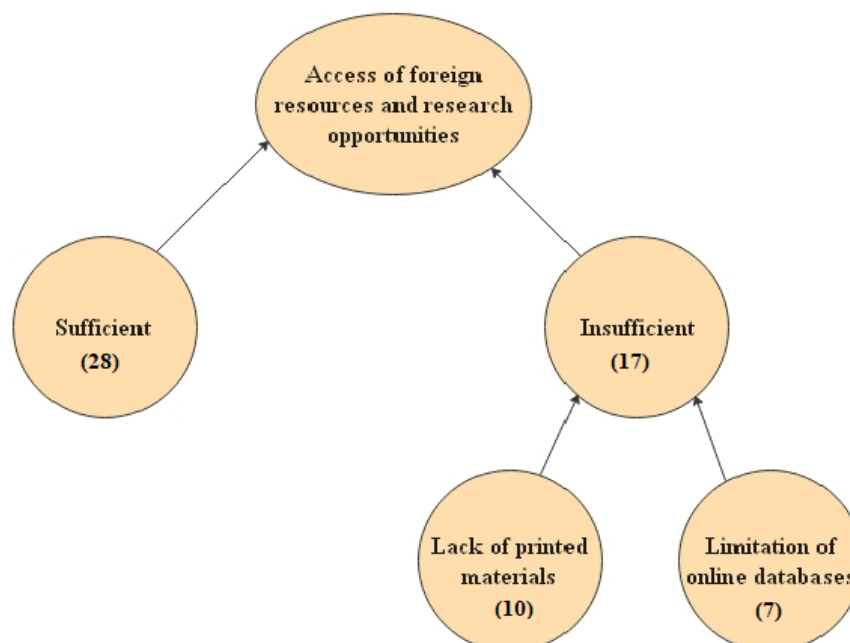 Access of foreign
resources and research
opportunities
Sufficient
(28)
Insufficient
(17)
Lack of printed
materials
(10)
Limitation of
online databases
(7)